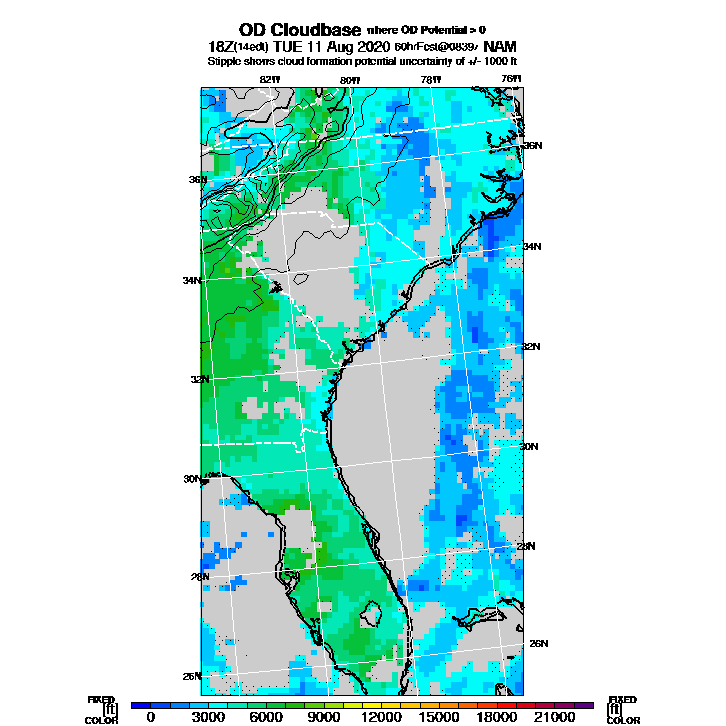 OD Cloudbase where OD Potential > 0
18Z(14edt) TUE 11 Aug 2020 60hrFcst@0839z NAM
Stipple shows cloud formation potential uncertainty of +/- 1000 ft
82W 80W 78W 76W
36N
36N
34N
34N
32N
32N
30N
30N
28N
28N
26N
26N
FIXED [ft] COLOR
0 3000 6000 9000 12000 15000 18000 21000
FIXED [ft] COLOR